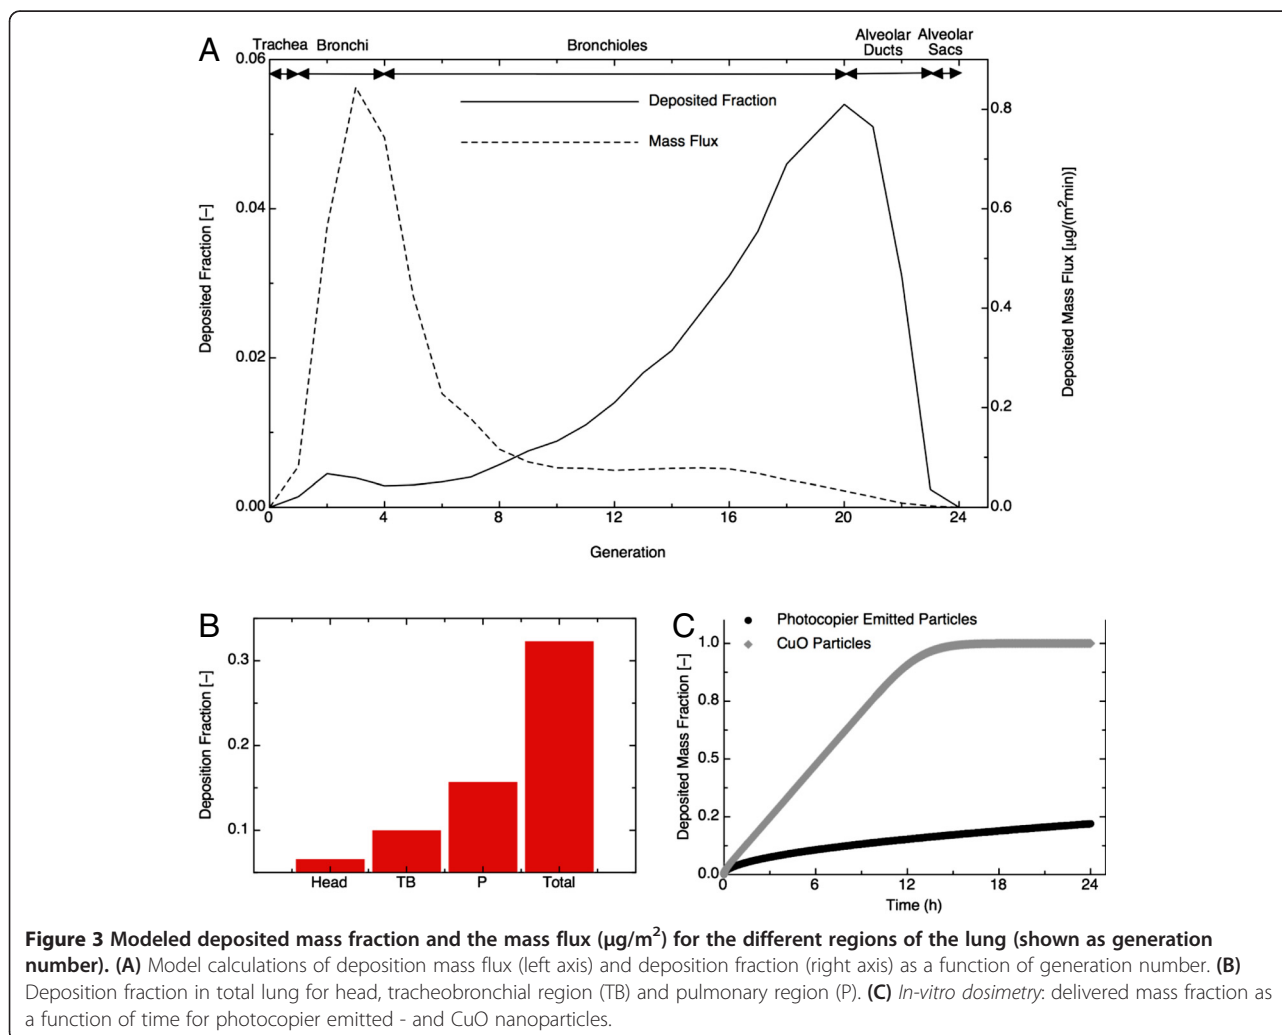 A
Trachea Bronchi Bronchioles Alveolar Ducts Alveolar Sacs
0.06
0.04
0.02
0.00
Deposited Fraction [–]
Deposited Fraction
Mass Flux
0.8
0.6
0.4
0.2
0.0
Deposited Mass Flux [µg/(m²min)]
0 4 8 12 16 20 24
Generation
B
0.3
0.2
0.1
Deposition Fraction [–]
Head TB P Total
C
Photocopier Emitted Particles
CuO Particles
1.0
0.8
0.5
0.2
0.0
Deposited Mass Fraction [–]
0 6 12 18 24
Time (h)
Figure 3 Modeled deposited mass fraction and the mass flux (µg/m²) for the different regions of the lung (shown as generation
number). (A) Model calculations of deposition mass flux (left axis) and deposition fraction (right axis) as a function of generation number. (B)
Deposition fraction in total lung for head, tracheobronchial region (TB) and pulmonary region (P). (C) In-vitro dosimetry: delivered mass fraction as
a function of time for photocopier emitted - and CuO nanoparticles.